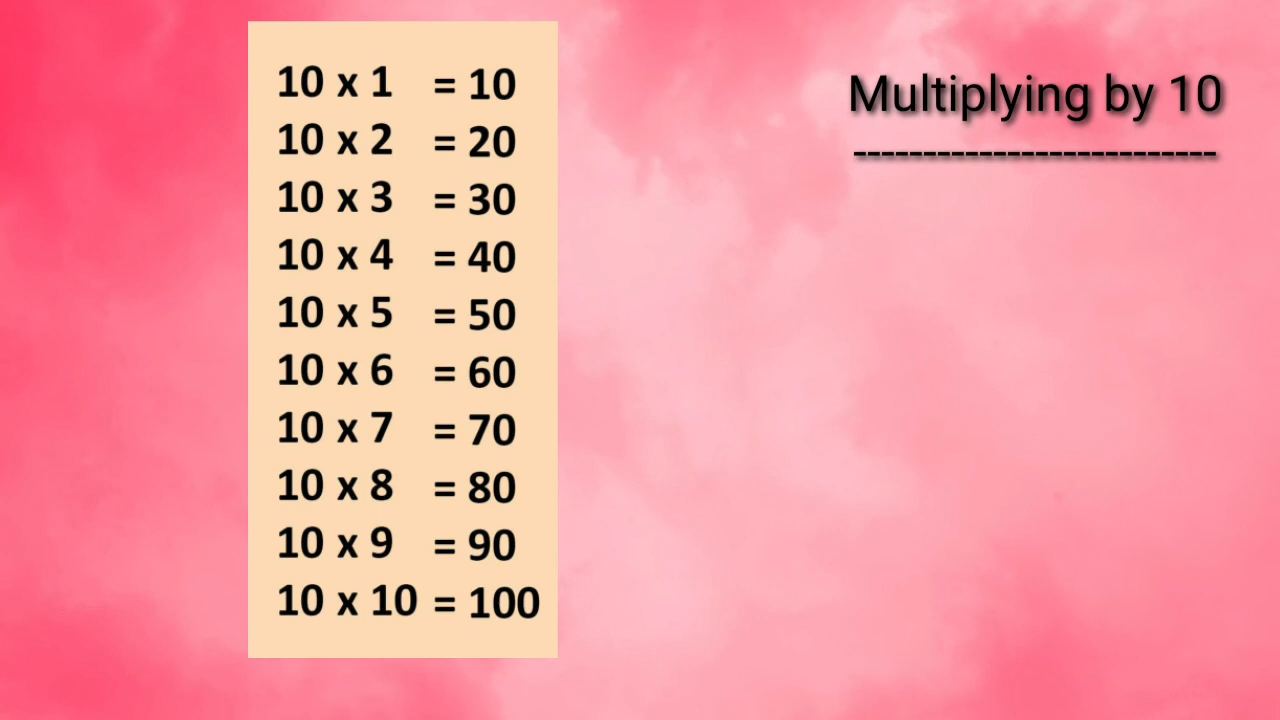 10 x 1 = 10
10 x 2 = 20
10 x 3 = 30
10 x 4 = 40
10 x 5 = 50
10 x 6 = 60
10 x 7 = 70
10 x 8 = 80
10 x 9 = 90
10 x 10 = 100
Multiplying by 10
--------------------------